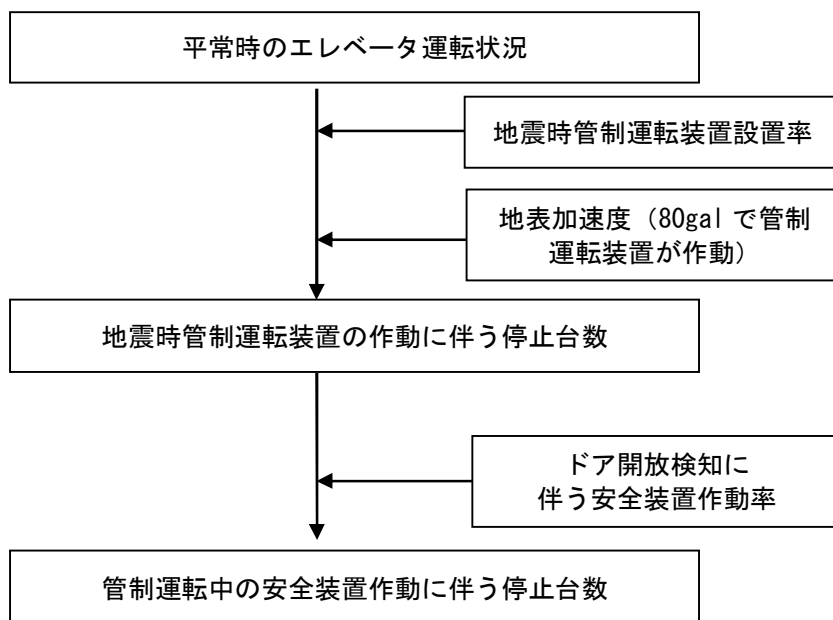 平常時のエレベータ運転状況
地震時管制運転装置設置率
地表加速度（80gal で管制
運転装置が作動）
地震時管制運転装置の作動に伴う停止台数
ドア開放検知に
伴う安全装置作動率
管制運転中の安全装置作動に伴う停止台数